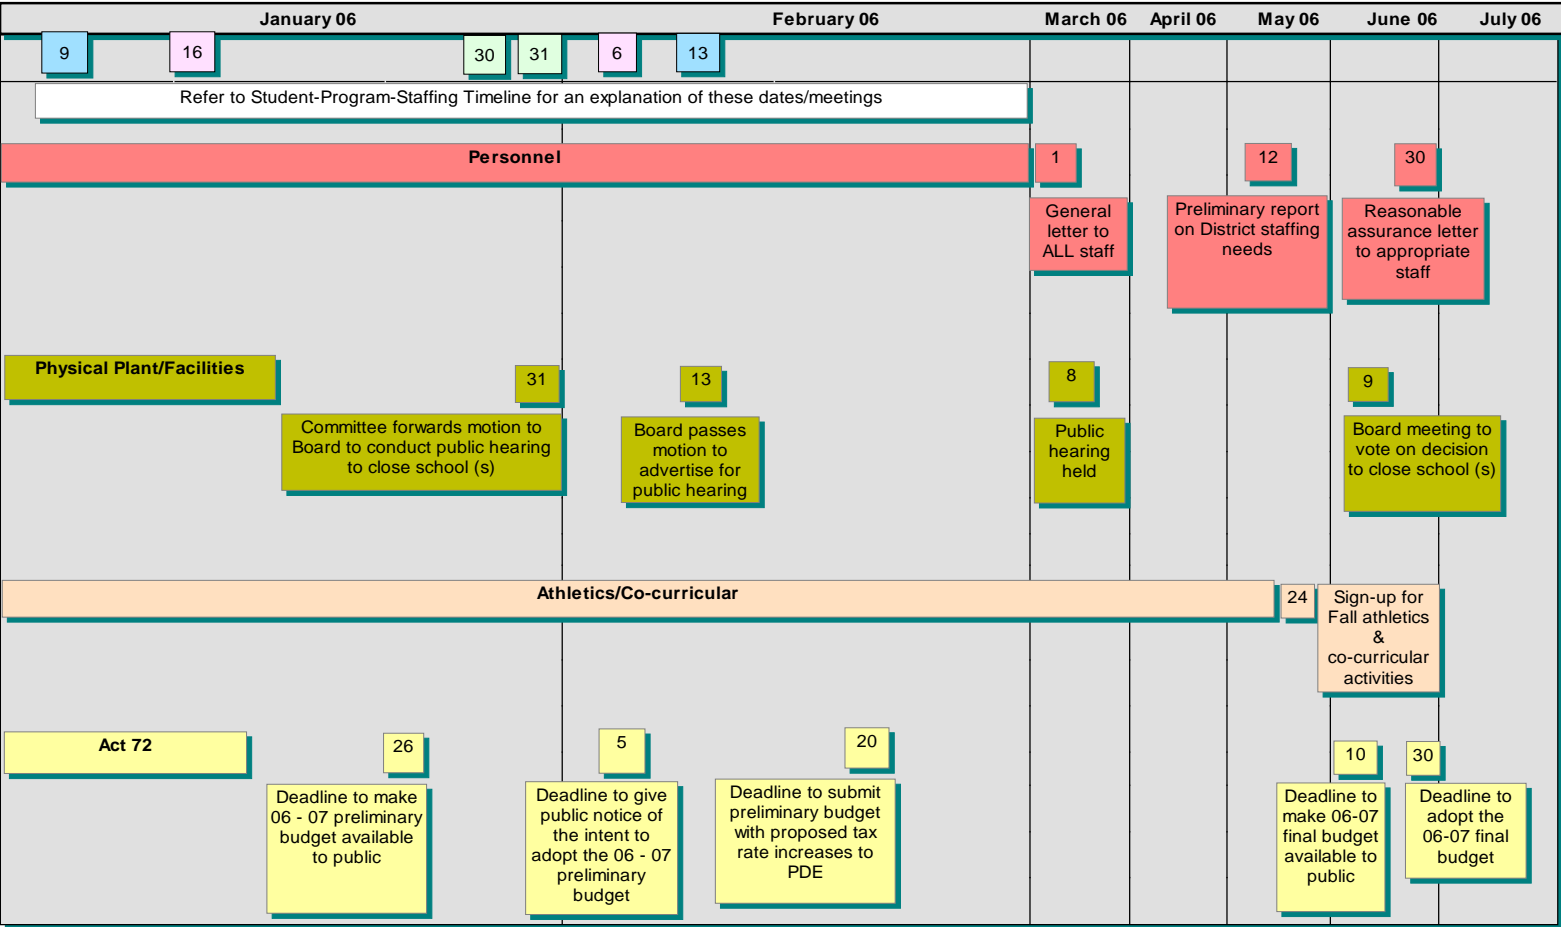 January 06
February 06
March 06
April 06
May 06
June 06
July 06
9
16
30
31
6
13
Refer to Student-Program-Staffing Timeline for an explanation of these dates/meetings
Personnel
1
12
30
General
letter to
ALL staff
Preliminary report
on District staffing
needs
Reasonable
assurance letter
to appropriate
staff
Physical Plant/Facilities
31
13
8
9
Committee forwards motion to
Board to conduct public hearing
to close school (s)
Board passes
motion to
advertise for
public hearing
Public
hearing
held
Board meeting to
vote on decision
to close school (s)
Athletics/Co-curricular
24
Sign-up for
Fall athletics
&
co-curricular
activities
Act 72
26
5
20
10
30
Deadline to make
06 - 07 preliminary
budget available
to public
Deadline to give
public notice of
the intent to
adopt the 06 - 07
preliminary
budget
Deadline to submit
preliminary budget
with proposed tax
rate increases to
PDE
Deadline to
make 06-07
final budget
available to
public
Deadline to
adopt the
06-07 final
budget